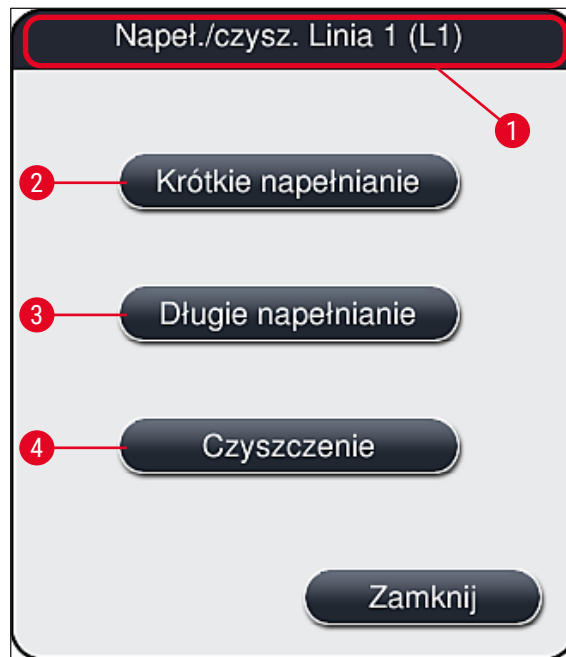 Napeł./czysz. Linia 1 (L1)
1
2 Krótkie napełnianie
3 Długie napełnianie
4 Czyszczenie
Zamknij